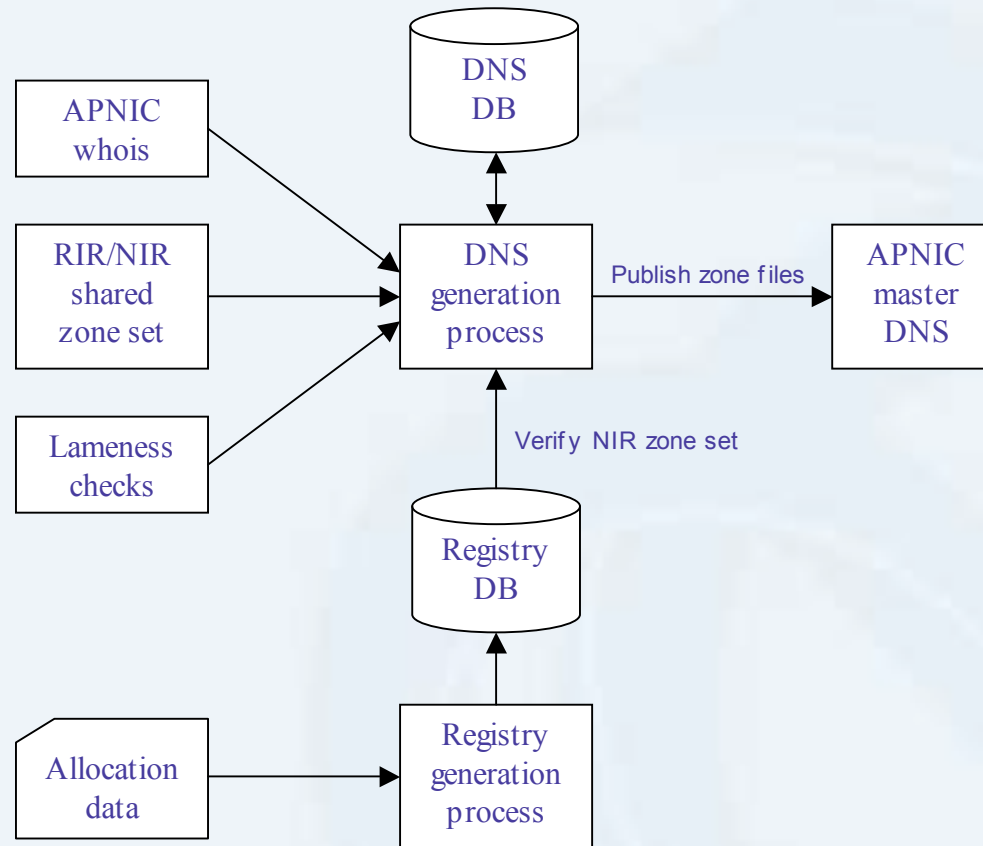 DNS
DB
APNIC
whois
RIR/NIR
shared
zone set
DNS
generation
process
Publish zone files
APNIC
master
DNS
Lameness
checks
Verify NIR zone set
Registry
DB
Allocation
data
Registry
generation
process